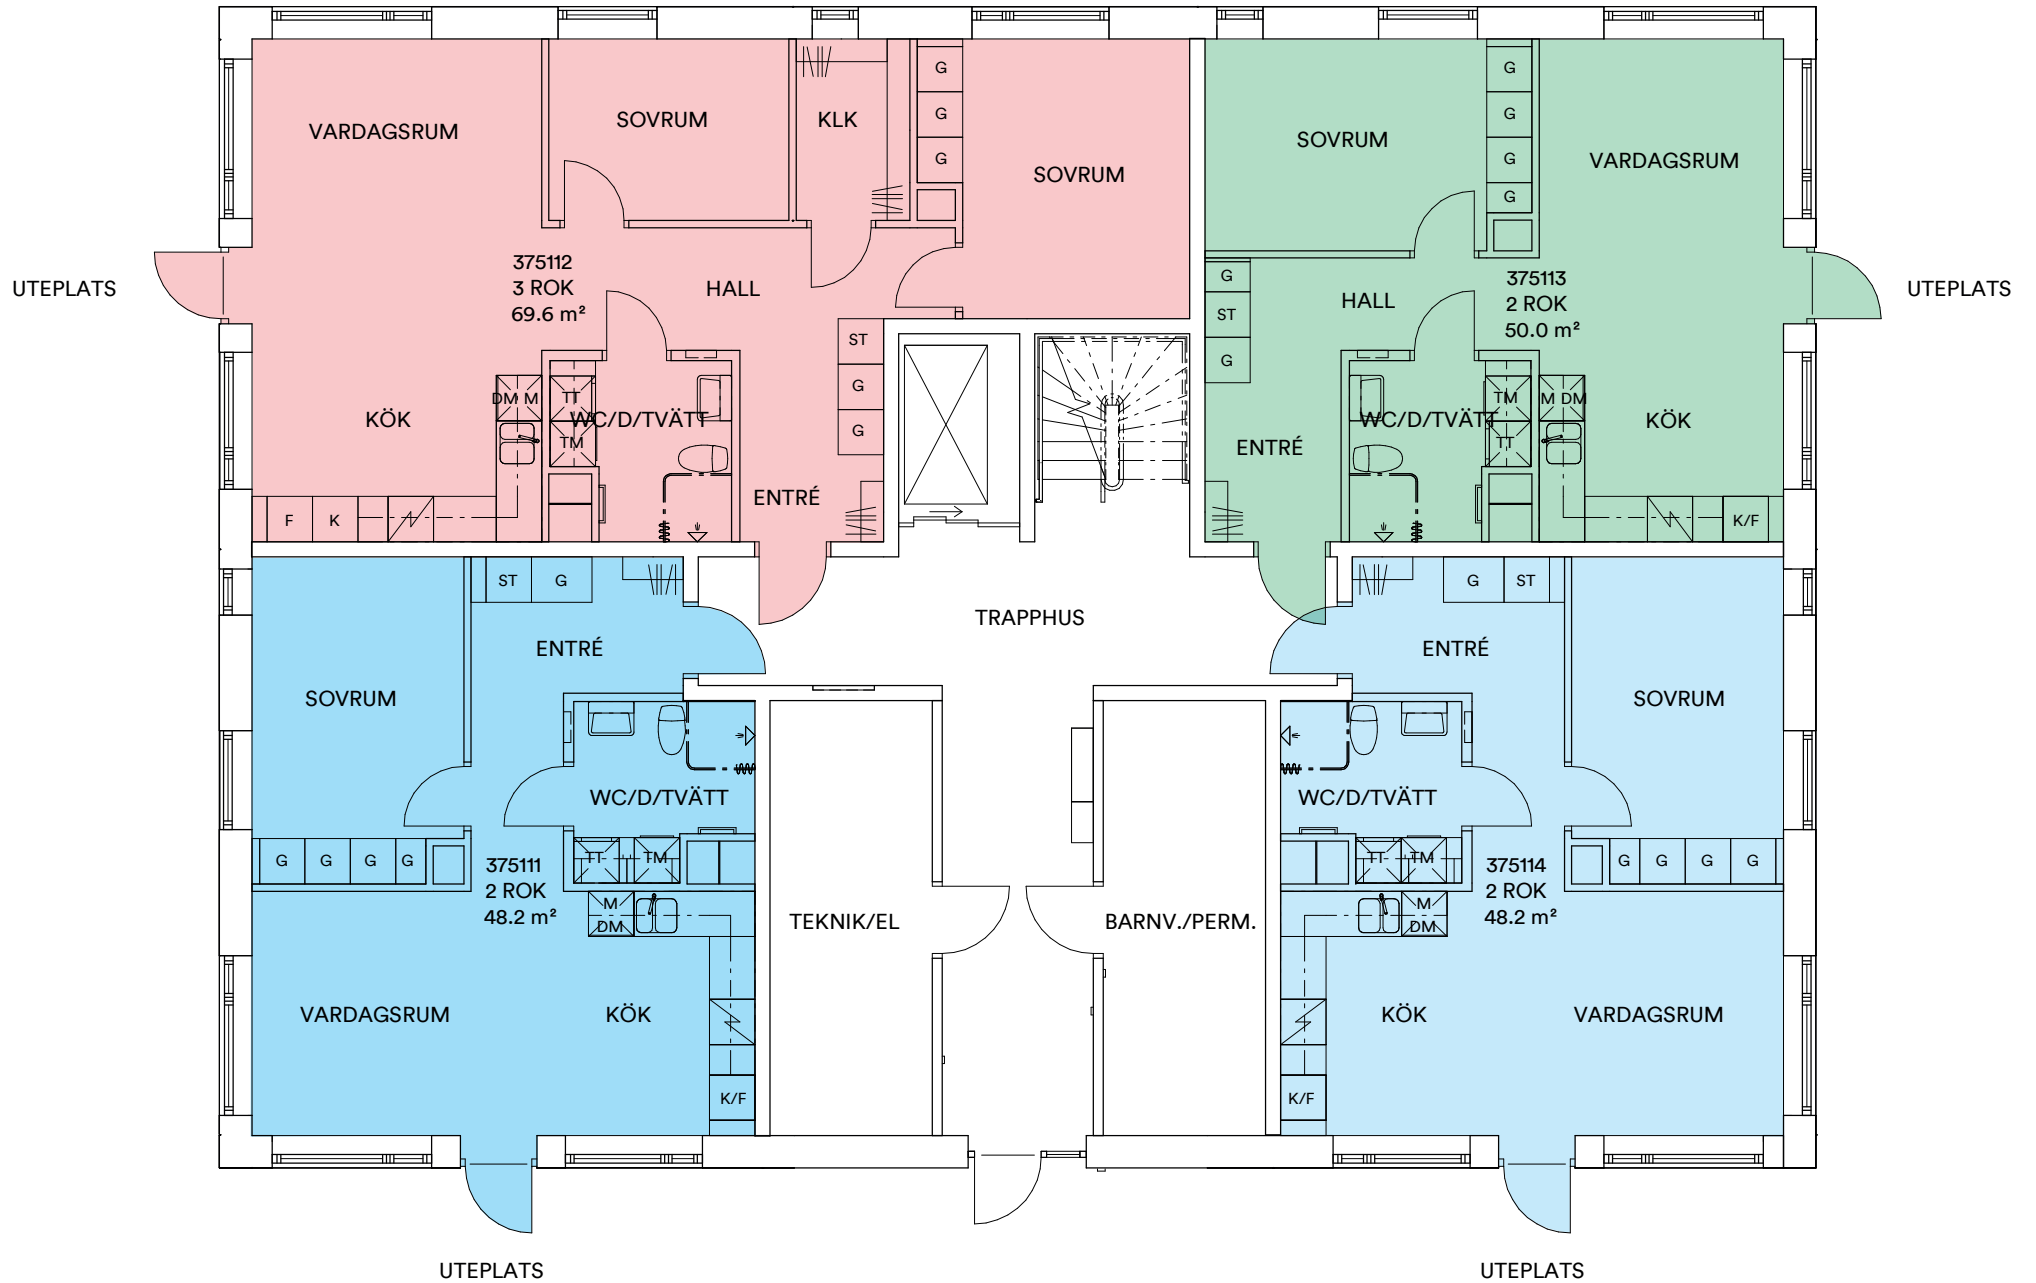 G
G
G
G
G
G
G
VARDAGSRUM
SOVRUM
KLK
SOVRUM
SOVRUM
VARDAGSRUM
UTEPLATS
375112
3 ROK
69.6 m²
HALL
G
ST
G
HALL
375113
2 ROK
50.0 m²
UTEPLATS
ST
G
G
KÖK
DM M
TT
WC/D/TVÄTT
TM
ENTRÉ
F
K
ENTRÉ
WC/D/TVÄTT
TM
TT
M DM
KÖK
K/F
ST
G
ENTRÉ
SOVRUM
TRAPPHUS
G
ST
ENTRÉ
SOVRUM
WC/D/TVÄTT
WC/D/TVÄTT
G
G
G
G
375111
2 ROK
48.2 m²
TT
TM
M
DM
TT
TM
M
DM
375114
2 ROK
48.2 m²
G
G
G
G
TEKNIK/EL
BARNV./PERM.
VARDAGSRUM
KÖK
K/F
KÖK
VARDAGSRUM
K/F
UTEPLATS
UTEPLATS